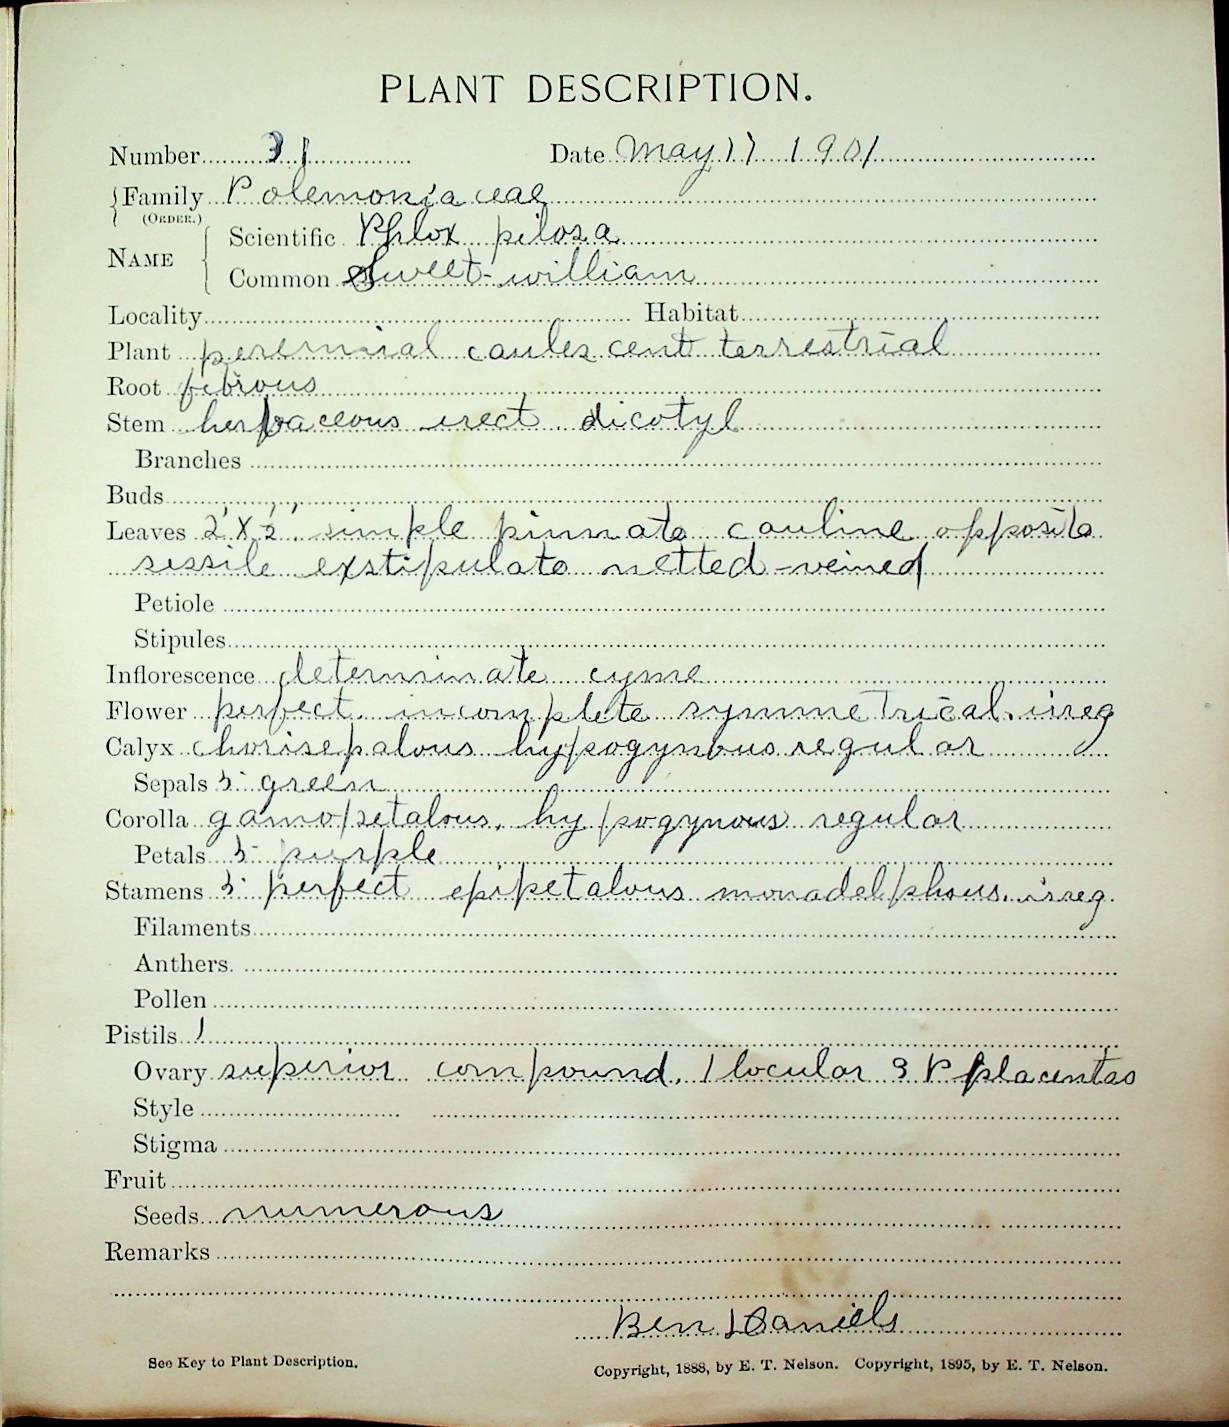 PLANT DESCRIPTION.
Number 31 Date May 17 1901
Family Polemoniaceae
(Order.)
Scientific Phlox pilosa
Name
Common Sweet-william
Locality Habitat
Plant perennial caulescent terrestrial
Root fibrous
Stem herbaceous erect dicotyl
Branches
Buds
Leaves simple pinnate cauline opposite
sessile exstipulate netted-veined
Petiole
Stipules
Inflorescence determinate cyme
Flower perfect incomplete symmetrical. irreg
Calyx chorisepalous hypogynous regular
Sepals 5 green
Corolla gamopetalous, hypogynous regular
Petals 5 purple
Stamens 5 perfect epipetalous monadelphous. irreg.
Filaments
Anthers.
Pollen
Pistils 1
Ovary superior compound, 1 locular 3 P placentae
Style
Stigma
Fruit
Seeds numerous
Remarks
Ben Daniels
See Key to Plant Description. Copyright, 1888, by E. T. Nelson. Copyright, 1895, by E. T. Nelson.